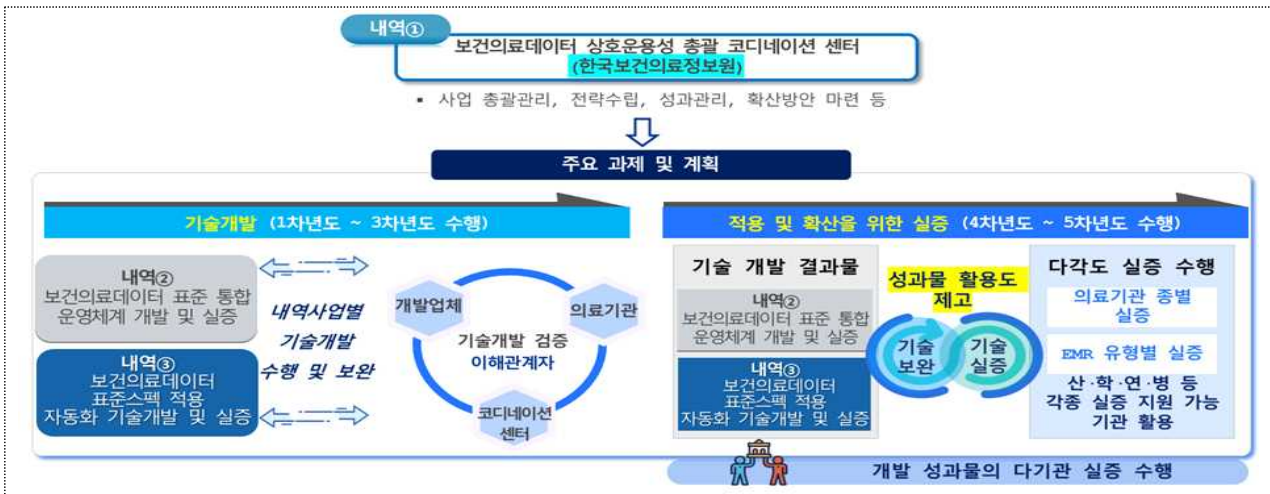 내역①
보건의료데이터 상호운용성 총괄 코디네이션 센터
(한국보건의료정보원)
▪ 사업 총괄관리, 전략수립, 성과관리, 확산방안 마련 등
주요 과제 및 계획
기술개발 (1차년도 ~ 3차년도 수행)
내역②
보건의료데이터 표준 통합
운영체계 개발 및 실증
내역③
보건의료데이터
표준스펙 적용
자동화 기술개발 및 실증
내역사업별
기술개발
수행 및 보완
개발업체
의료기관
기술개발 검증
이해관계자
코디네이션
센터
적용 및 확산을 위한 실증 (4차년도 ~ 5차년도 수행)
기술 개발 결과물
내역②
보건의료데이터 표준 통합
운영체계 개발 및 실증
내역③
보건의료데이터
표준스펙 적용
자동화 기술개발 및 실증
성과물 활용도
제고
기술
보완
기술
실증
다각도 실증 수행
의료기관 종별
실증
EMR 유형별 실증
산·학·연·병 등
각종 실증 지원 가능
기관 활용
개발 성과물의 다기관 실증 수행